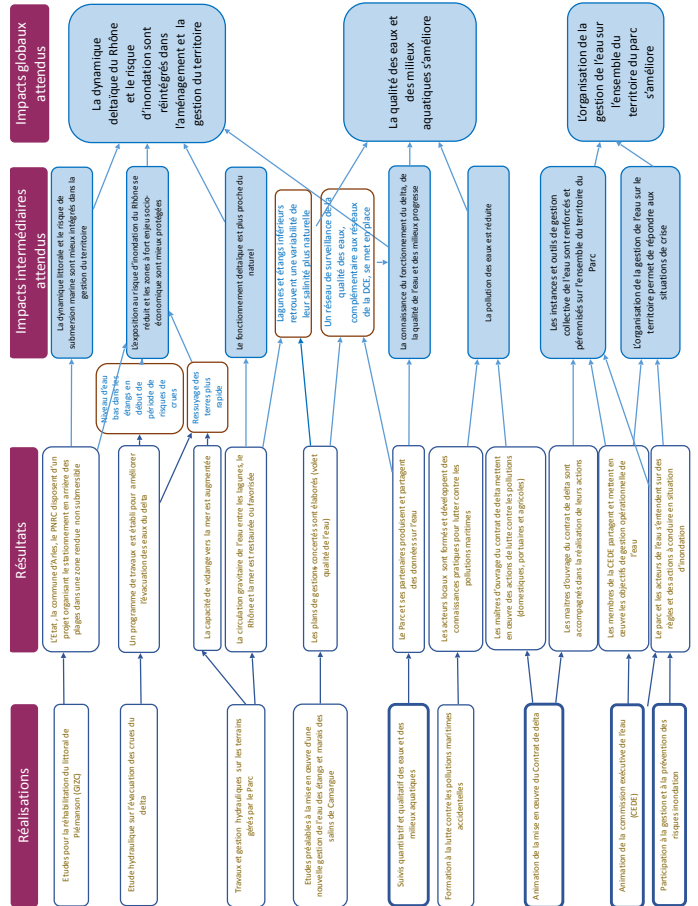 Réalisations
Etudes pour la réhabilitation du littoral de
Piémanson (GIZC)
Etude hydraulique sur l'évacuation des crues du
delta
Travaux et gestion hydrauliques sur les terrains
gérés par le Parc
Etudes préalables à la mise en œuvre d'une
nouvelle gestion de l'eau des étangs et marais des
salins de Camargue
Suivis quantitatif et qualitatif des eaux et des
milieux aquatiques
Formation à la lutte contre les pollutions maritimes
accidentelles
Animation de la mise en œuvre du Contrat de delta
Animation de la commission exécutive de l'eau
(CEDE)
Participation à la gestion et à la prévention des
risques inondation
Résultats
L'Etat, la commune d'Arles, le PNRC disposent d'un
projet organisant le stationnement en arrière des
plages dans une zone rendue non submersible
Un programme de travaux est établi pour améliorer
l'évacuation des eaux du delta
La capacité de vidange vers la mer est augmentée
La circulation gravitaire de l'eau entre les lagunes, le
Rhône et la mer est restaurée ou favorisée
Les plans de gestions concertés sont élaborés (volet
qualité de l'eau)
Le Parc et ses partenaires produisent et partagent
des données sur l'eau
Les acteurs locaux sont formés et développent des
connaissances pratiques pour lutter contre les
pollutions maritimes
Les maîtres d'ouvrage du contrat de delta mettent
en œuvre des actions de lutte contre les pollutions
(domestiques, portuaires et agricoles)
Les maîtres d'ouvrage du contrat de delta sont
accompagnés dans la réalisation de leurs actions
Les membres de la CEDE partagent et mettent en
œuvre les objectifs de gestion opérationnelle de
l'eau
Le parc et les acteurs de l'eau s'entendent sur des
règles et des actions à conduire en situation
d'inondation
Impacts intermédiaires
attendus
La dynamique littorale et le risque de
submersion marine sont mieux intégrés dans la
gestion du territoire
Niveau d'eau
bas dans les
étangs en
début de
période de
risques de
crues
L'exposition au risque d'inondation du Rhône se
réduit et les zones à fort enjeu socio-
économique sont mieux protégées
Ressuyage des
terres plus
rapide
Le fonctionnement deltaïque est plus proche du
naturel
Lagunes et étangs inférieurs
retrouvent une variabilité de
leur salinité plus naturelle
Un réseau de surveillance de la
qualité des eaux,
complémentaire aux réseaux
de la DCE, se met en place
La connaissance du fonctionnement du delta, de
la qualité de l'eau et des milieux progresse
La pollution des eaux est réduite
Les instances et outils de gestion
collective de l'eau sont renforcés et
pérennisés sur l'ensemble du territoire du
Parc
L'organisation de la gestion de l'eau sur le
territoire permet de répondre aux
situations de crise
Impacts globaux
attendus
La dynamique
deltaïque du Rhône
et le risque
d'inondation sont
réintégrés dans
l'aménagement et la
gestion du territoire
La qualité des eaux et
des milieux
aquatiques s'améliore
L'organisation de la
gestion de l'eau sur
l'ensemble du
territoire du parc
s'améliore